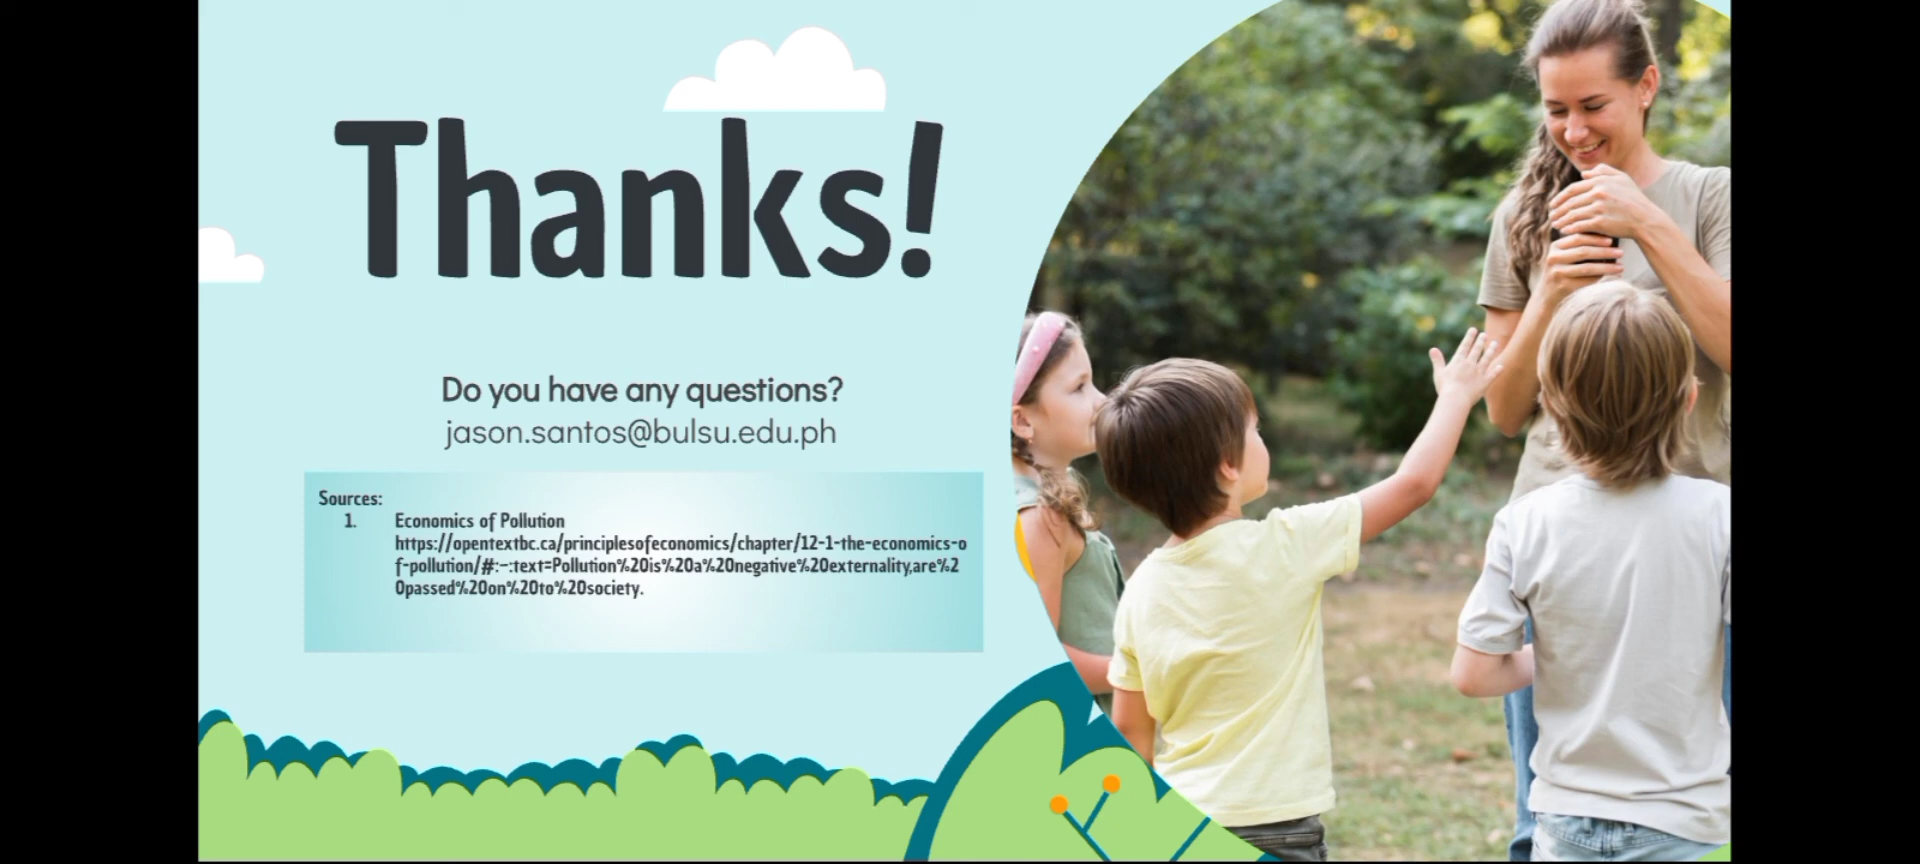 Thanks!
Do you have any questions?
jason.santos@bulsu.edu.ph
Sources:
1. Economics of Pollution
https://opentextbc.ca/principlesofeconomics/chapter/12-1-the-economics-o
f-pollution/#:~:text=Pollution%20is%20a%20negative%20externality,are%2
0passed%20on%20to%20society.